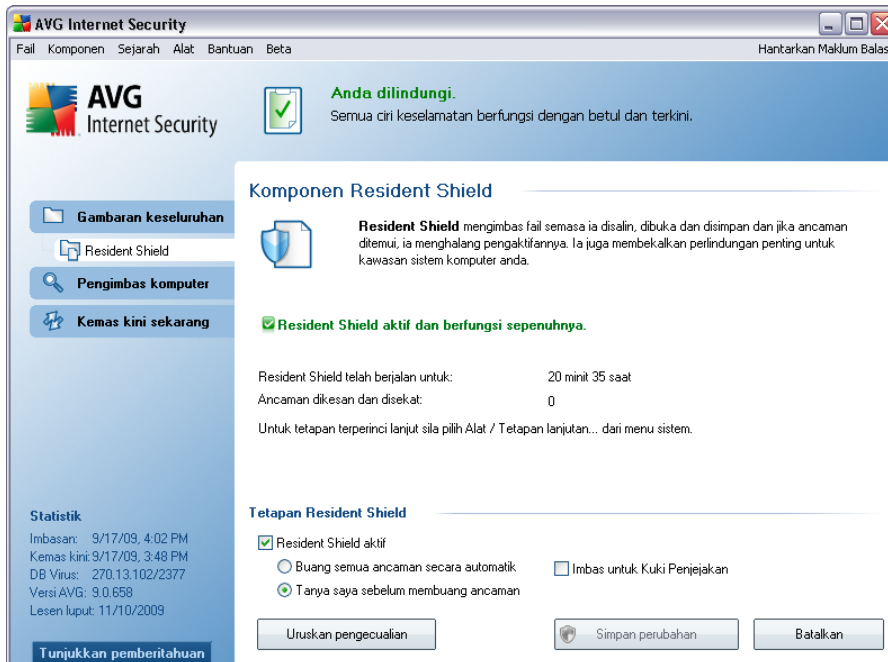 AVG Internet Security
Fail Komponen Sejarah Alat Bantuan Beta
Hantarkan Maklum Balas
AVG
Internet Security
Anda dilindungi.
Semua ciri keselamatan berfungsi dengan betul dan terkini.
Gambaran keseluruhan
Resident Shield
Pengimbas komputer
Kemas kini sekarang
Komponen Resident Shield
Resident Shield mengimbas fail semasa ia disalin, dibuka dan disimpan dan jika ancaman
ditemui, ia menghalang pengaktifannya. Ia juga membekalkan perlindungan penting untuk
kawasan sistem komputer anda.
Resident Shield aktif dan berfungsi sepenuhnya.
Resident Shield telah berjalan untuk: 20 minit 35 saat
Ancaman dikesan dan disekat: 0
Untuk tetapan terperinci lanjut sila pilih Alat / Tetapan lanjutan... dari menu sistem.
Tetapan Resident Shield
Resident Shield aktif
Buang semua ancaman secara automatik
Tanya saya sebelum membuang ancaman
Imbas untuk Kuki Penjejakan
Uruskan pengecualian
Simpan perubahan
Batalkan
Statistik
Imbasan: 9/17/09, 4:02 PM
Kemas kini: 9/17/09, 3:48 PM
DB Virus: 270.13.102/2377
Versi AVG: 9.0.658
Lesen luput: 11/10/2009
Tunjukkan pemberitahuan